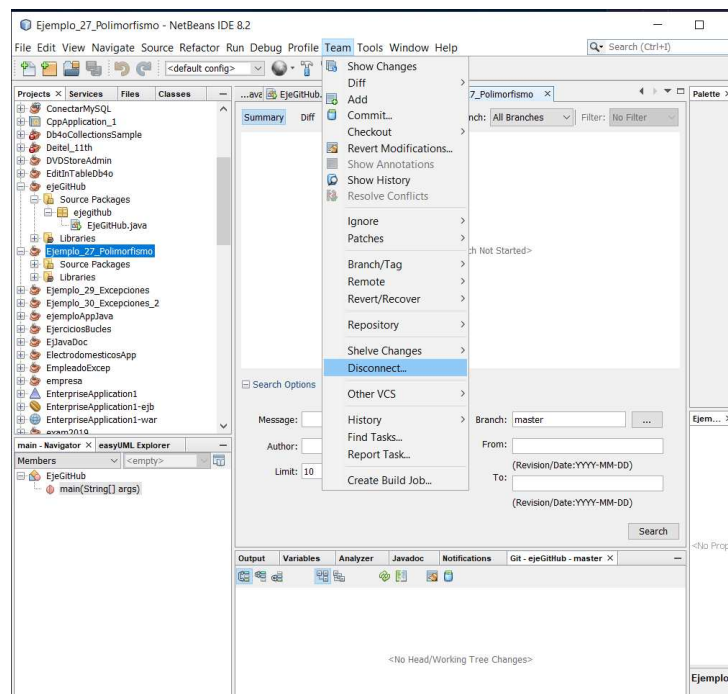 Ejemplo_27_Polimorfismo - NetBeans IDE 8.2
File Edit View Navigate Source Refactor Run Debug Profile Team Tools Window Help
Search (Ctrl+I)
<default config>
Projects Services Files Classes
ConectarMySQL
CppApplication_1
Db4oCollectionsSample
Deitel_11th
DVDStoreAdmin
EditInTableDb4o
ejeGitHub
Source Packages
ejegithub
EjeGitHub.java
Libraries
Ejemplo_27_Polimorfismo
Source Packages
Libraries
Ejemplo_29_Excepciones
Ejemplo_30_Excepciones_2
ejemploAppJava
EjerciciosBucles
EjJavaDoc
ElectrodomesticosApp
EmpleadoExcep
empresa
EnterpriseApplication1
EnterpriseApplication1-ejb
EnterpriseApplication1-war
exam2019
main - Navigator easyUML Explorer
Members <empty>
EjeGitHub
main(String[] args)
Show Changes
Diff
Add
Commit...
Checkout
Revert Modifications...
Show Annotations
Show History
Resolve Conflicts
Ignore
Patches
Branch/Tag
Remote
Revert/Recover
Repository
Shelve Changes
Disconnect...
Other VCS
History
Find Tasks...
Report Task...
Create Build Job...
...ava EjeGitHub. 7_Polimorfismo
Summary Diff nch: All Branches Filter: No Filter
ch Not Started>
Search Options
Message: Branch: master ...
Author: From:
(Revision/Date:YYYY-MM-DD)
Limit: 10 To:
(Revision/Date:YYYY-MM-DD)
Search
Output Variables Analyzer Javadoc Notifications Git - ejeGitHub - master
<No Head/Working Tree Changes>
Palette
Ejem...
<No Prop
Ejemplo